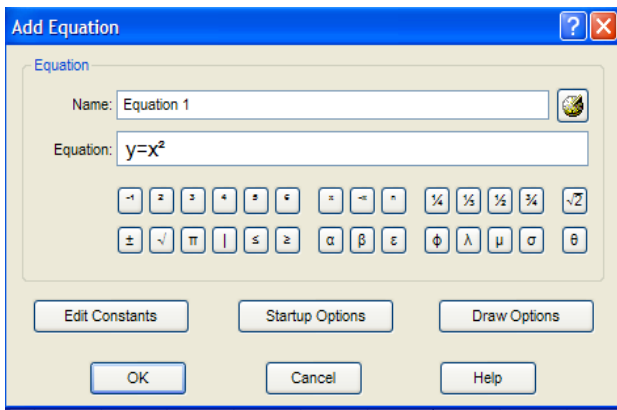 Add Equation ?
Equation
Name: Equation 1
Equation: y=x²
⁻¹ ² ³ ⁴ ⁵ ⁶ ˣ ⁻ˣ ⁿ ¼ ⅓ ½ ¾ √2
± √ π | ≤ ≥ α β ε ϕ λ μ σ θ
Edit Constants Startup Options Draw Options
OK Cancel Help